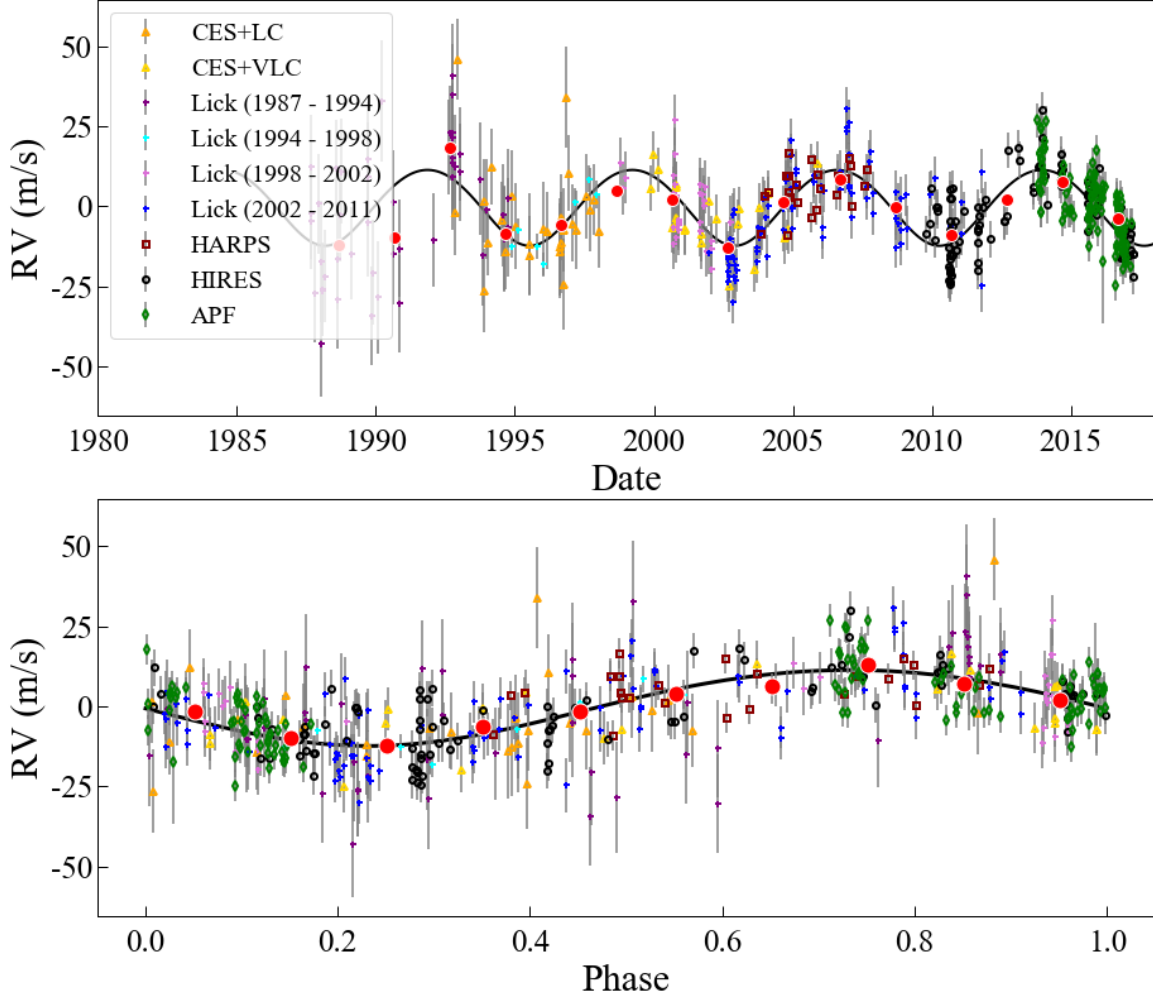 50
25
0
-25
-50
RV (m/s)
CES+LC
CES+VLC
Lick (1987 - 1994)
Lick (1994 - 1998)
Lick (1998 - 2002)
Lick (2002 - 2011)
HARPS
HIRES
APF
1980 1985 1990 1995 2000 2005 2010 2015
Date
50
25
0
-25
-50
RV (m/s)
0.0 0.2 0.4 0.6 0.8 1.0
Phase